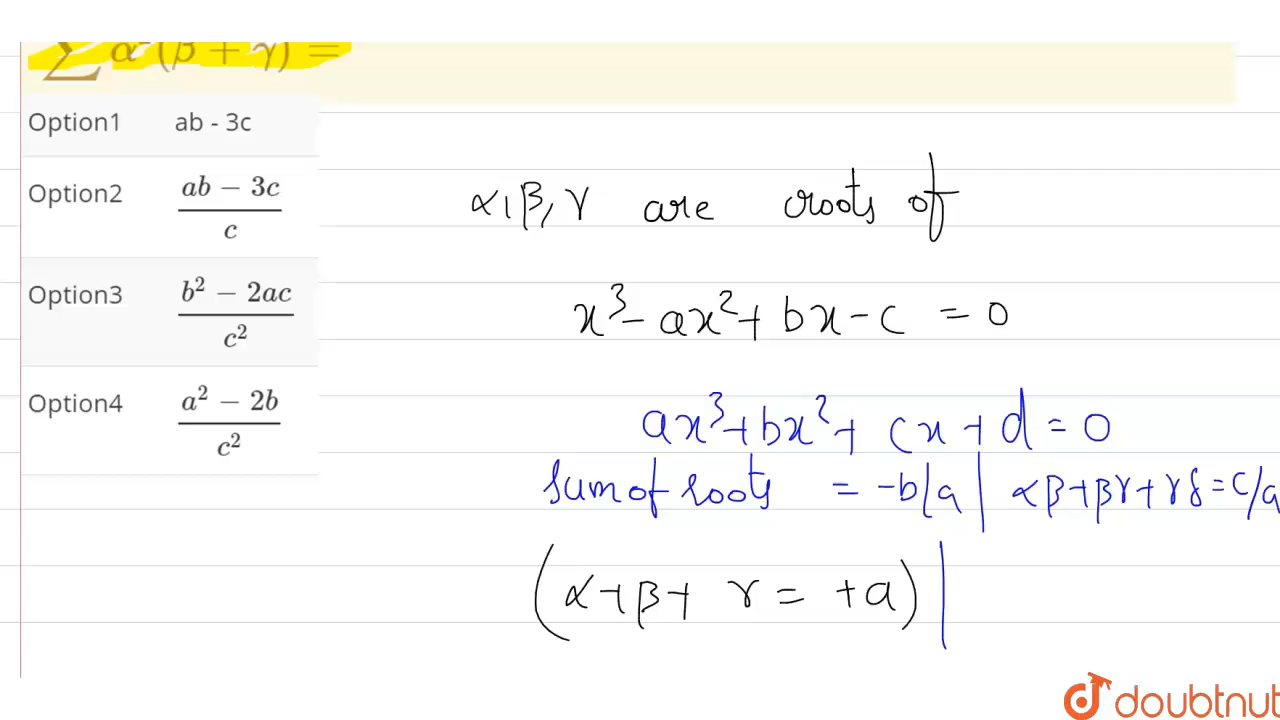 ∑ α²(β + γ) =
Option1 ab - 3c
Option2 (ab − 3c)/c
Option3 (b² − 2ac)/c²
Option4 (a² − 2b)/c²
α, β, γ are roots of
x³ - ax² + bx - c = 0
ax³ + bx² + cx + d = 0
sum of roots = -b/a | αβ + βγ + γδ = c/a
(α + β + γ = +a) |
doubtnut